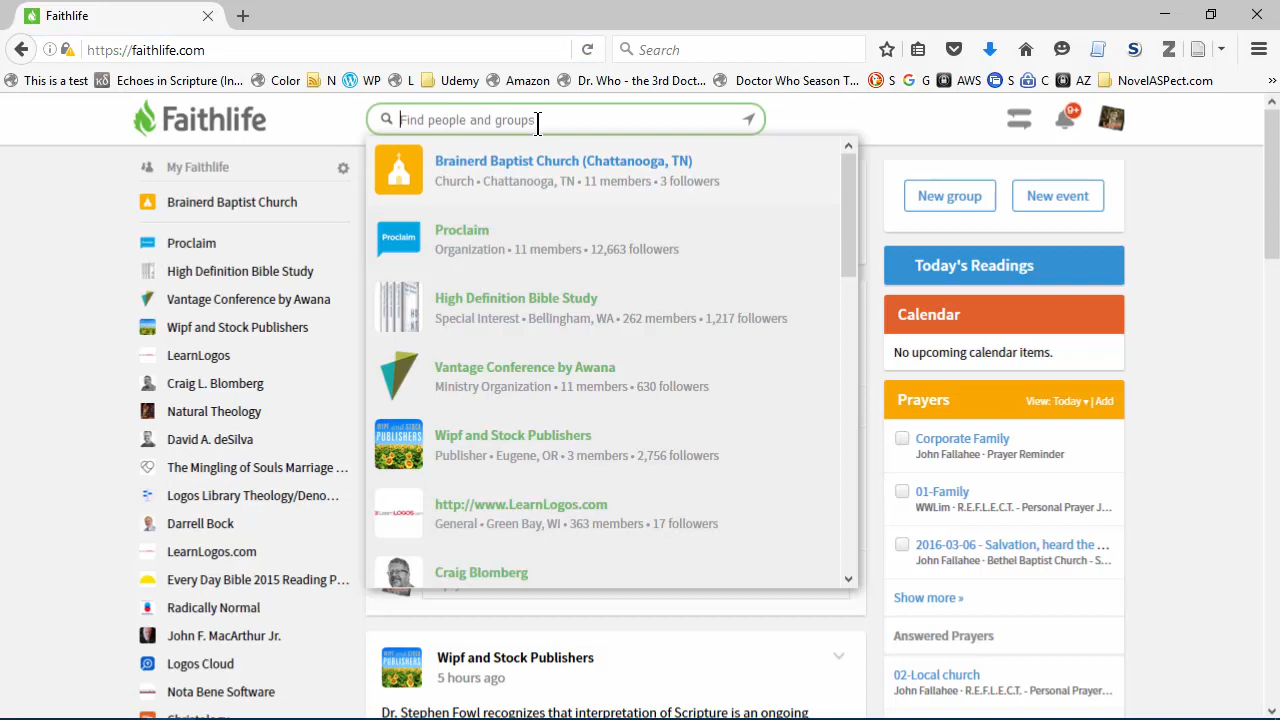 Faithlife
https://faithlife.com
Search
This is a test
Echoes in Scripture (In...
Color
N
WP
L
Udemy
Amazon
Dr. Who - the 3rd Doct...
Doctor Who Season T...
S
G
AWS
S
C
AZ
NovelASPect.com
Faithlife
Find people and groups
9+
My Faithlife
Brainerd Baptist Church
Proclaim
High Definition Bible Study
Vantage Conference by Awana
Wipf and Stock Publishers
LearnLogos
Craig L. Blomberg
Natural Theology
David A. deSilva
The Mingling of Souls Marriage ...
Logos Library Theology/Deno...
Darrell Bock
LearnLogos.com
Every Day Bible 2015 Reading P...
Radically Normal
John F. MacArthur Jr.
Logos Cloud
Nota Bene Software
Brainerd Baptist Church (Chattanooga, TN)
Church • Chattanooga, TN • 11 members • 3 followers
Proclaim
Proclaim
Organization • 11 members • 12,663 followers
High Definition Bible Study
Special Interest • Bellingham, WA • 262 members • 1,217 followers
Vantage Conference by Awana
Ministry Organization • 11 members • 630 followers
WIPF and STOCK
PUBLISHERS
Wipf and Stock Publishers
Publisher • Eugene, OR • 3 members • 2,756 followers
LearnLOGOS.com
http://www.LearnLogos.com
General • Green Bay, WI • 363 members • 17 followers
Craig Blomberg
WIPF and STOCK
PUBLISHERS
Wipf and Stock Publishers
5 hours ago
Dr. Stephen Fowl recognizes that interpretation of Scripture is an ongoing
New group
New event
Today's Readings
Calendar
No upcoming calendar items.
Prayers
View: Today ▾ | Add
Corporate Family
John Fallahee · Prayer Reminder
01-Family
WWLim · R.E.F.L.E.C.T. - Personal Prayer J...
2016-03-06 - Salvation, heard the ...
John Fallahee · Bethel Baptist Church - S...
Show more »
Answered Prayers
02-Local church
John Fallahee · R.E.F.L.E.C.T. - Personal Prayer...